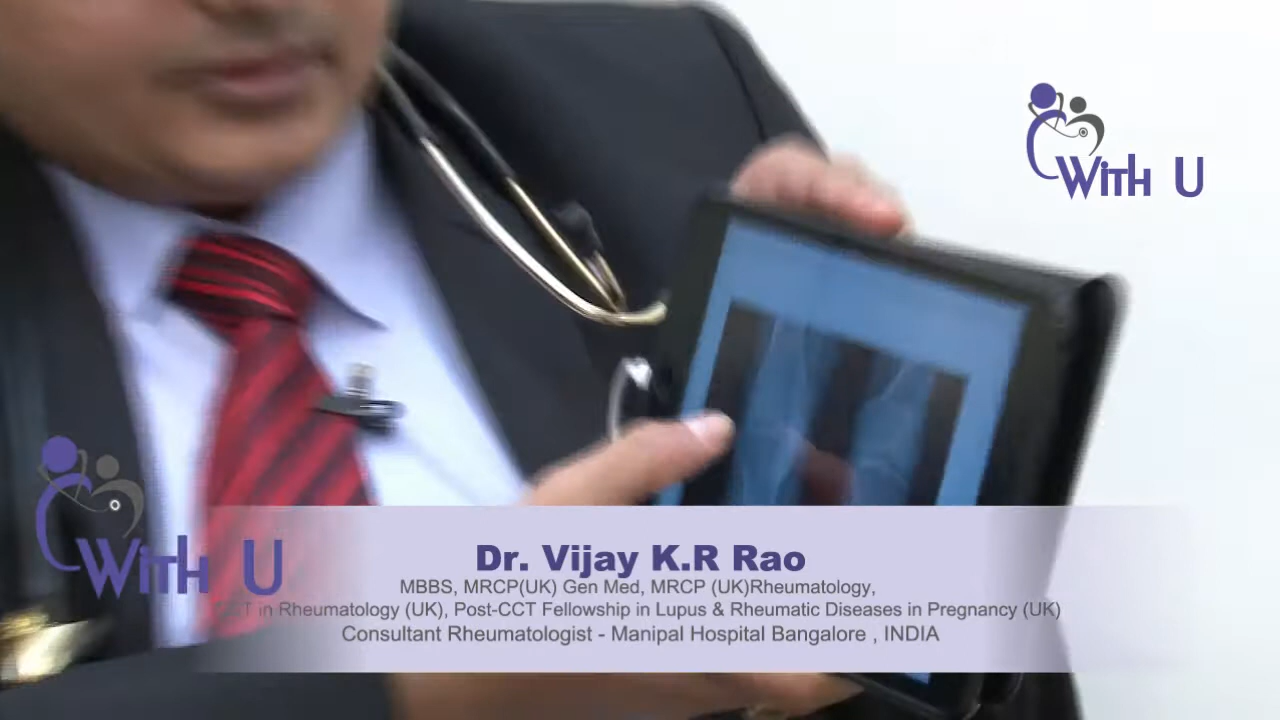 With U
With U
Dr. Vijay K.R Rao
MBBS, MRCP(UK) Gen Med, MRCP (UK)Rheumatology,
in Rheumatology (UK), Post-CCT Fellowship in Lupus & Rheumatic Diseases in Pregnancy (UK)
Consultant Rheumatologist - Manipal Hospital Bangalore , INDIA